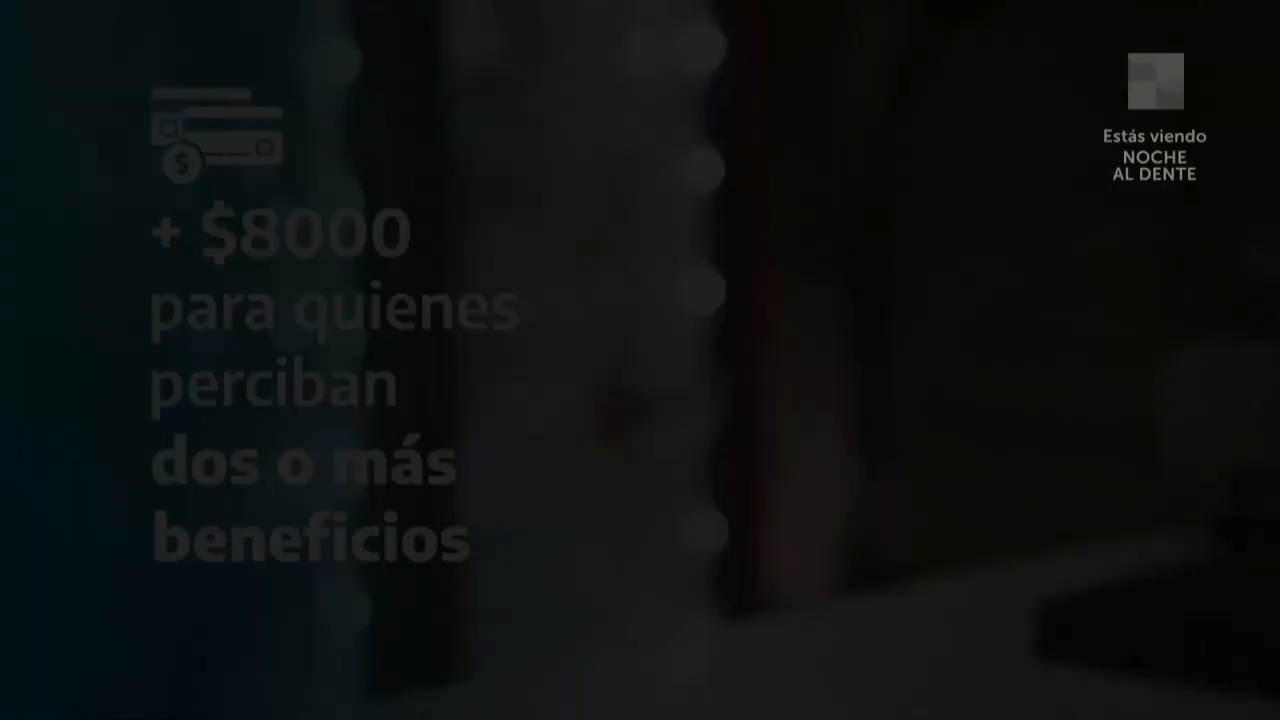 + $8000
para quienes
perciban
dos o más
beneficios
Estás viendo
NOCHE
AL DENTE